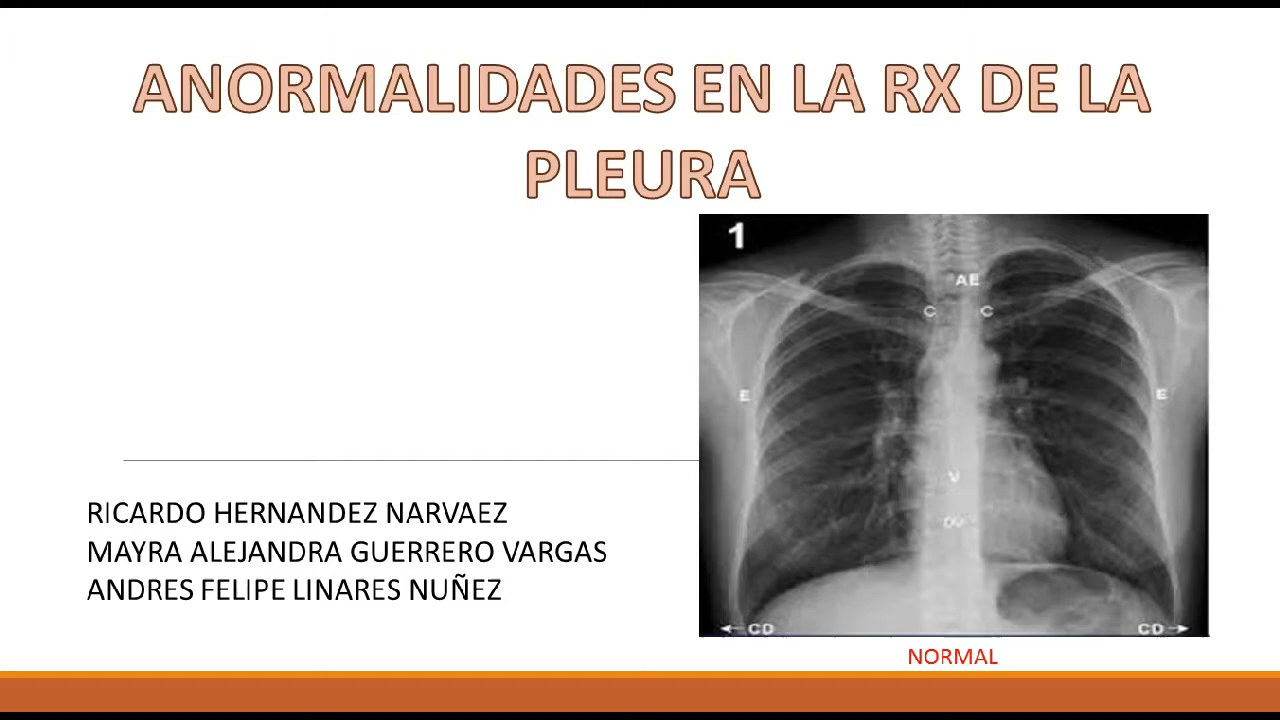 ANORMALIDADES EN LA RX DE LA
PLEURA
1
AE
C C
E E
V
CD CD
RICARDO HERNANDEZ NARVAEZ
MAYRA ALEJANDRA GUERRERO VARGAS
ANDRES FELIPE LINARES NUÑEZ
NORMAL